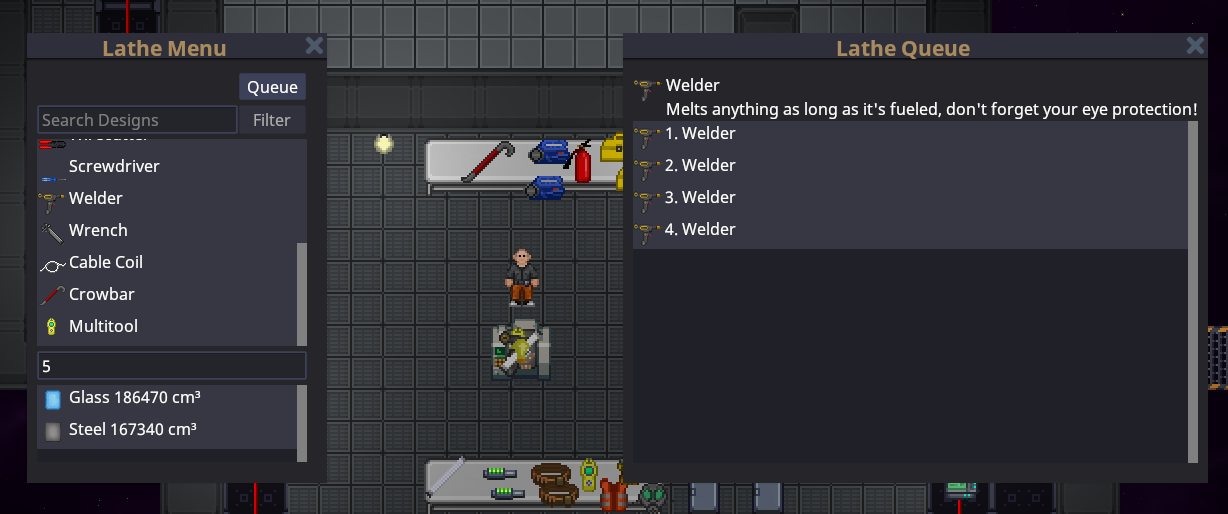 Lathe Menu
Queue
Search Designs
Filter
Screwdriver
Welder
Wrench
Cable Coil
Crowbar
Multitool
5
Glass 186470 cm³
Steel 167340 cm³
Lathe Queue
Welder
Melts anything as long as it's fueled, don't forget your eye protection!
1. Welder
2. Welder
3. Welder
4. Welder